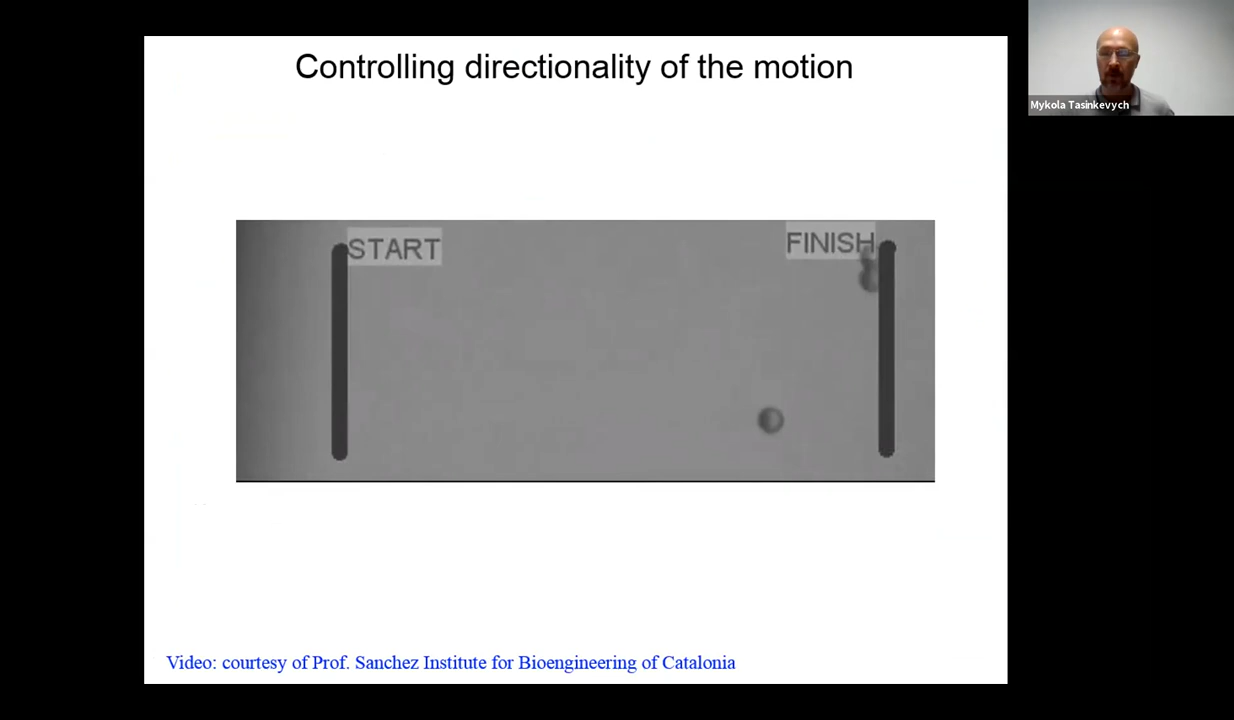 Controlling directionality of the motion
Mykola Tasinkevych
START
FINISH
Video: courtesy of Prof. Sanchez Institute for Bioengineering of Catalonia